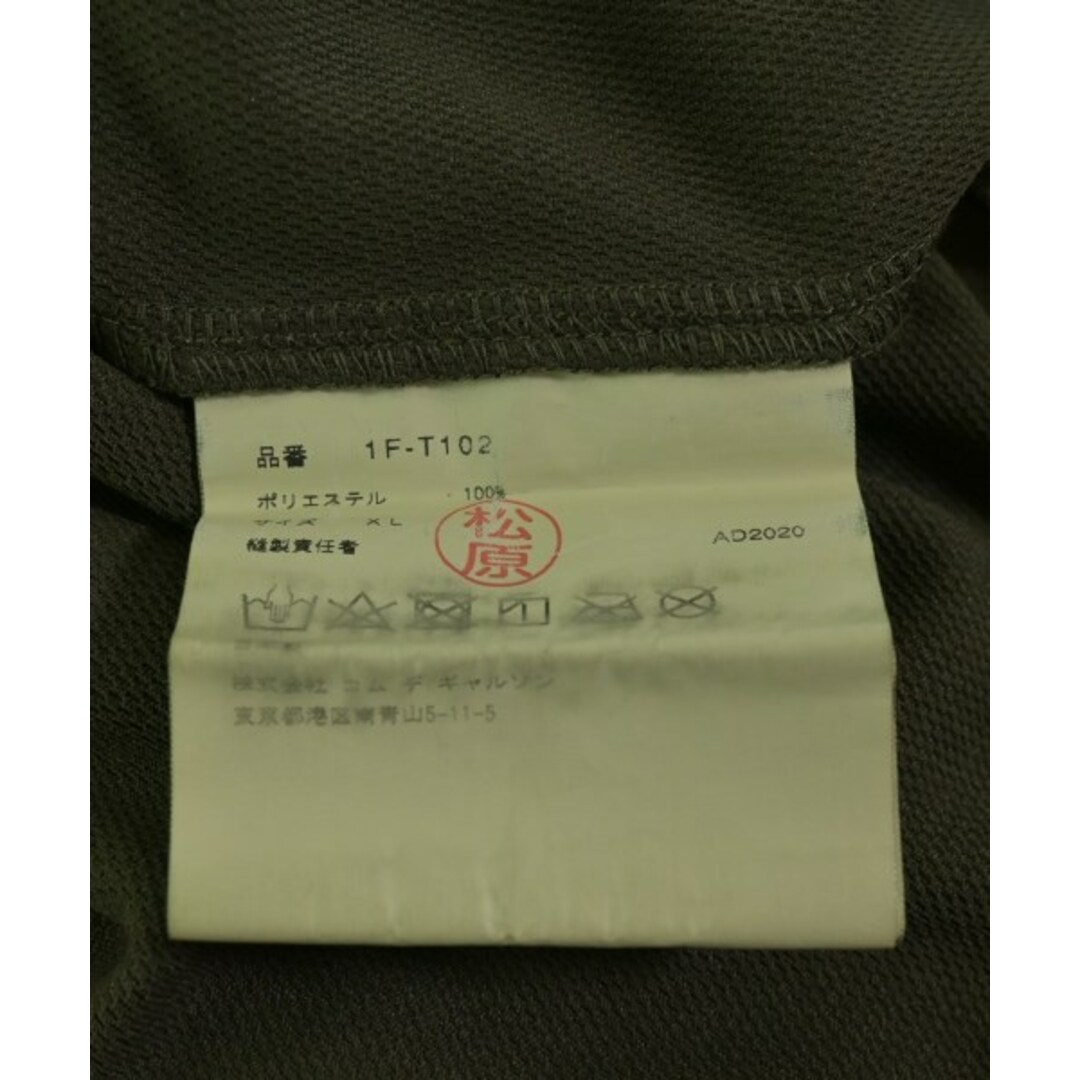 品番 1F-T102
ポリエステル 100%
サイズ XL
縫製責任者 松原 AD2020
株式会社 コム デ ギャルソン
東京都港区南青山5-11-5